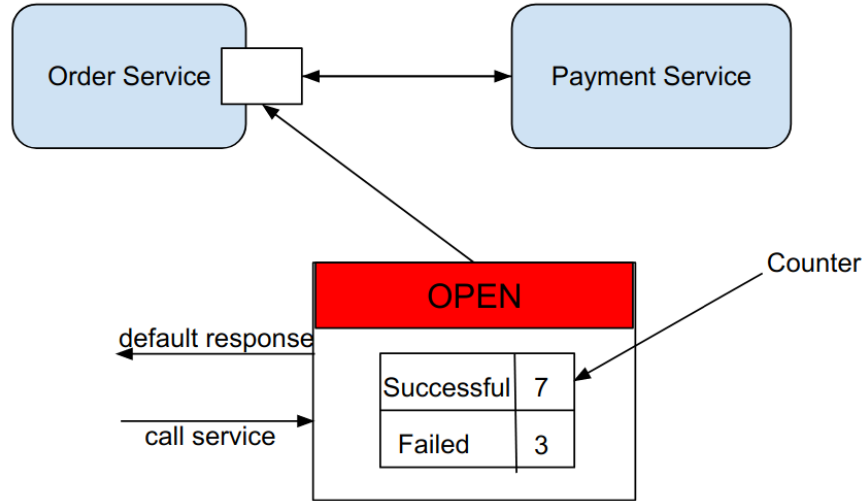 Order Service
Payment Service
Counter
OPEN
default response
Successful 7
call service
Failed 3